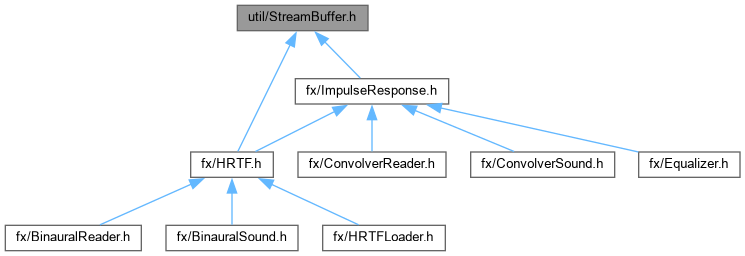 util/StreamBuffer.h
fx/ImpulseResponse.h
fx/HRTF.h
fx/ConvolverReader.h
fx/ConvolverSound.h
fx/Equalizer.h
fx/BinauralReader.h
fx/BinauralSound.h
fx/HRTFLoader.h